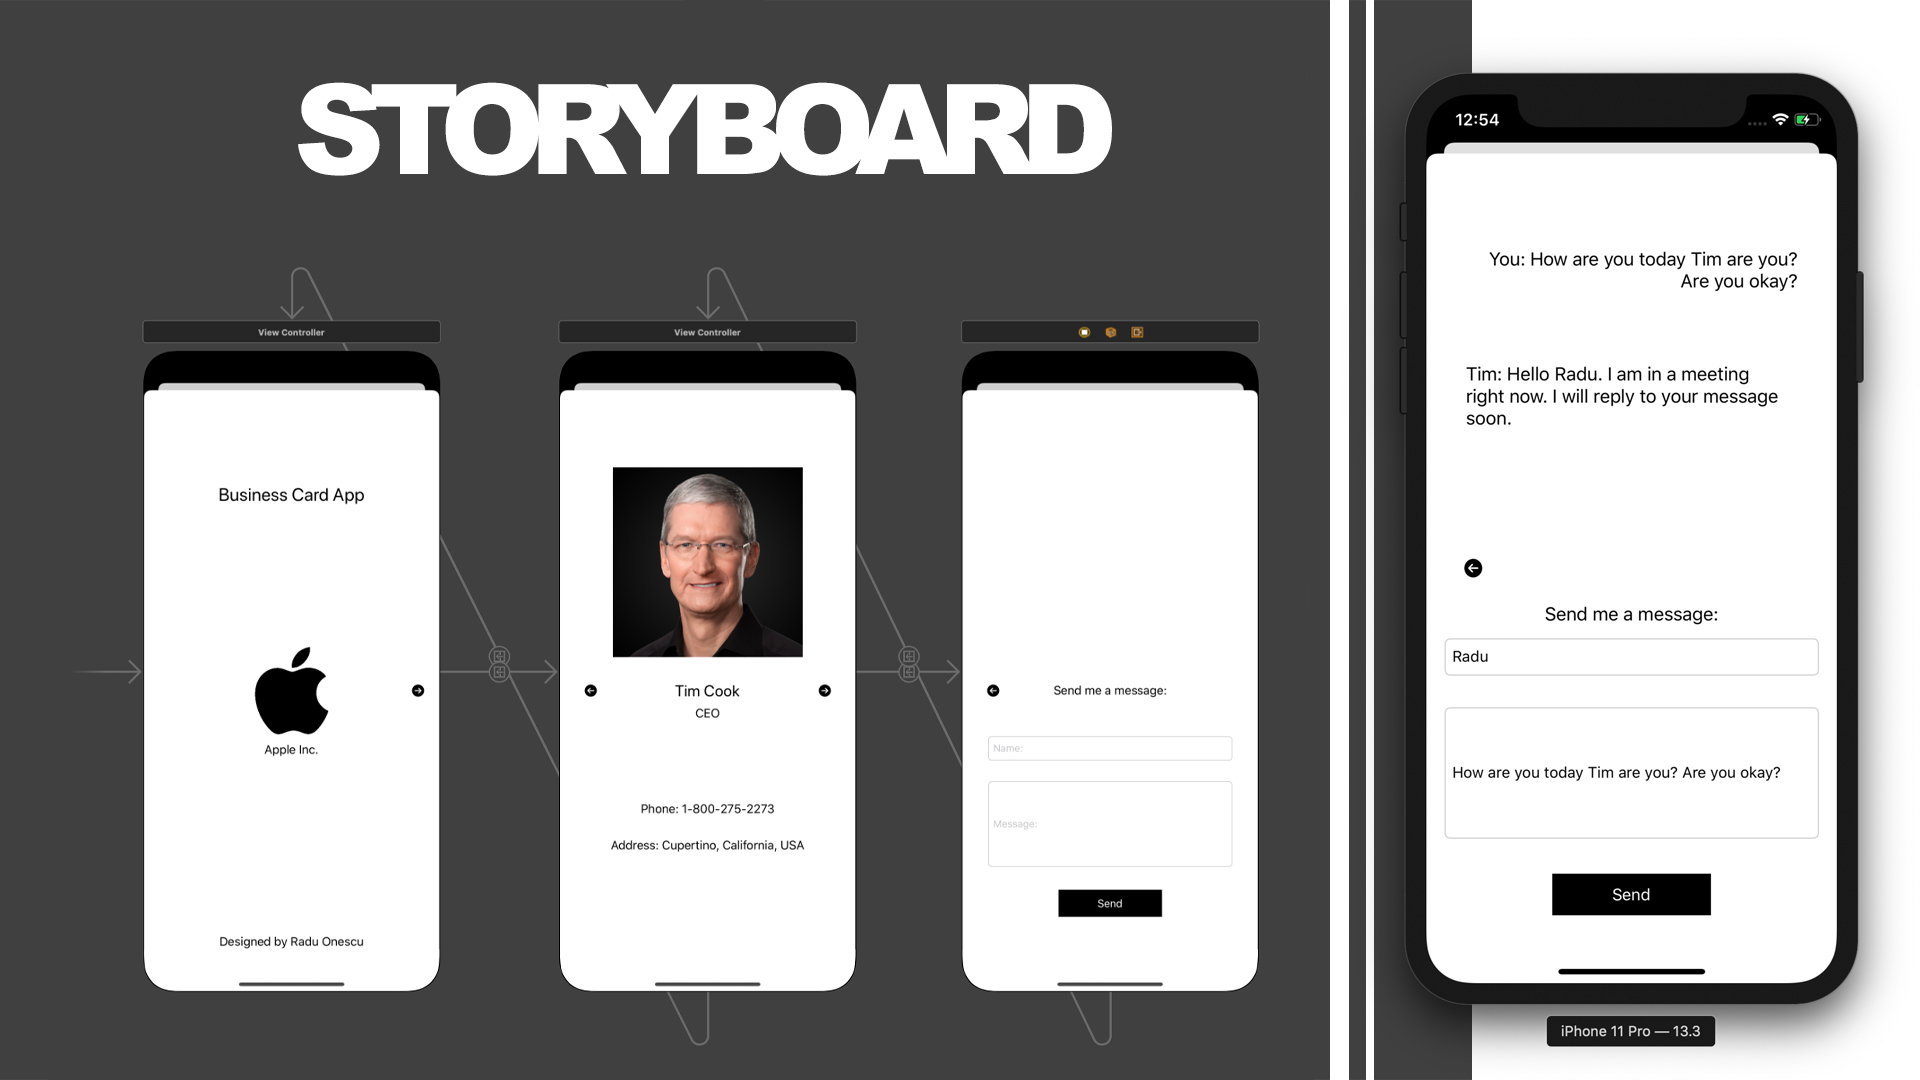 STORYBOARD
View Controller
Business Card App
Apple Inc.
Designed by Radu Onescu
View Controller
Tim Cook
CEO
Phone: 1-800-275-2273
Address: Cupertino, California, USA
Send me a message:
Name:
Message:
Send
12:54
You: How are you today Tim are you?
Are you okay?
Tim: Hello Radu. I am in a meeting
right now. I will reply to your message
soon.
Send me a message:
Radu
How are you today Tim are you? Are you okay?
Send
iPhone 11 Pro — 13.3